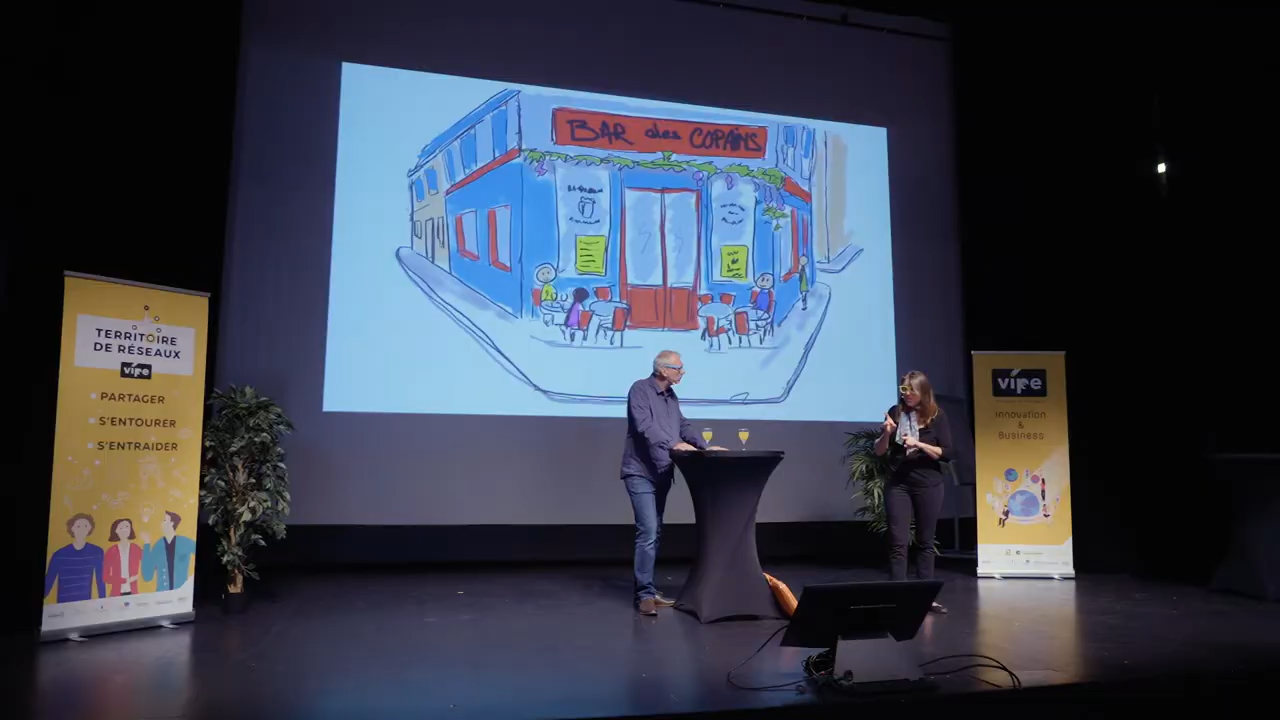 BAR des COPAINS
TERRITOIRE
DE RÉSEAUX
vipe
PARTAGER
S'ENTOURER
S'ENTRAIDER
vipe
Innovation
&
Business